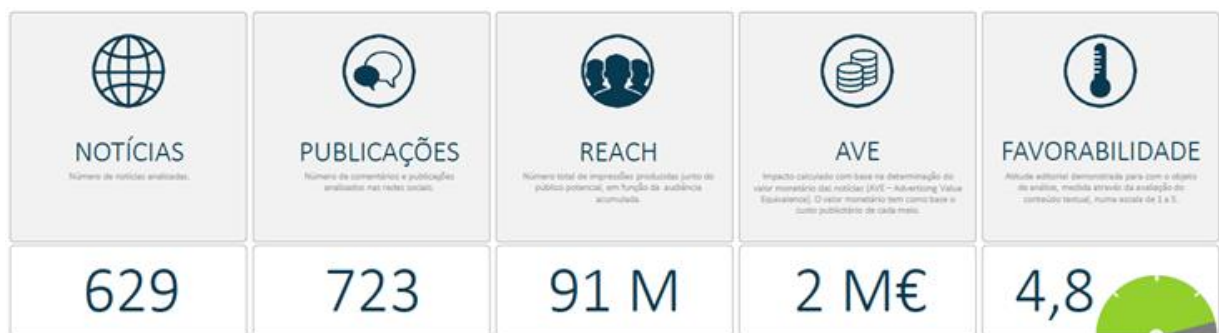 NOTÍCIAS
Número de notícias analisadas.
PUBLICAÇÕES
Número de comentários e publicações
analisados nas redes sociais.
REACH
Número total de impressões produzidas junto do
público potencial, em função da audiência
acumulada.
AVE
Impacto calculado com base na determinação do
valor monetário das notícias (AVE – Advertising Value
Equivalence). O valor monetário tem como base o
custo publicitário de cada meio.
FAVORABILIDADE
Atitude editorial demonstrada para com o objeto
de análise, medida através da avaliação do
conteúdo textual, numa escala de 1 a 5.
629
723
91 M
2 M€
4,8